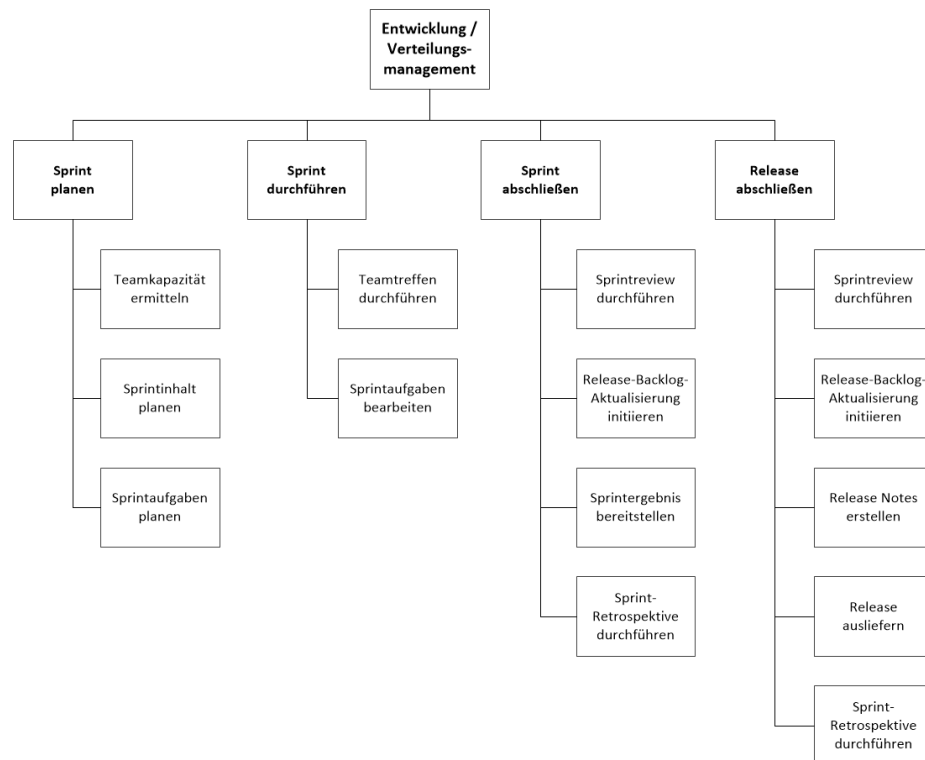 Entwicklung /
Verteilungs-
management
Sprint
planen
Sprint
durchführen
Sprint
abschließen
Release
abschließen
Teamkapazität
ermitteln
Sprintinhalt
planen
Sprintaufgaben
planen
Teamtreffen
durchführen
Sprintaufgaben
bearbeiten
Sprintreview
durchführen
Release-Backlog-
Aktualisierung
initiieren
Sprintergebnis
bereitstellen
Sprint-
Retrospektive
durchführen
Sprintreview
durchführen
Release-Backlog-
Aktualisierung
initiieren
Release Notes
erstellen
Release
ausliefern
Sprint-
Retrospektive
durchführen